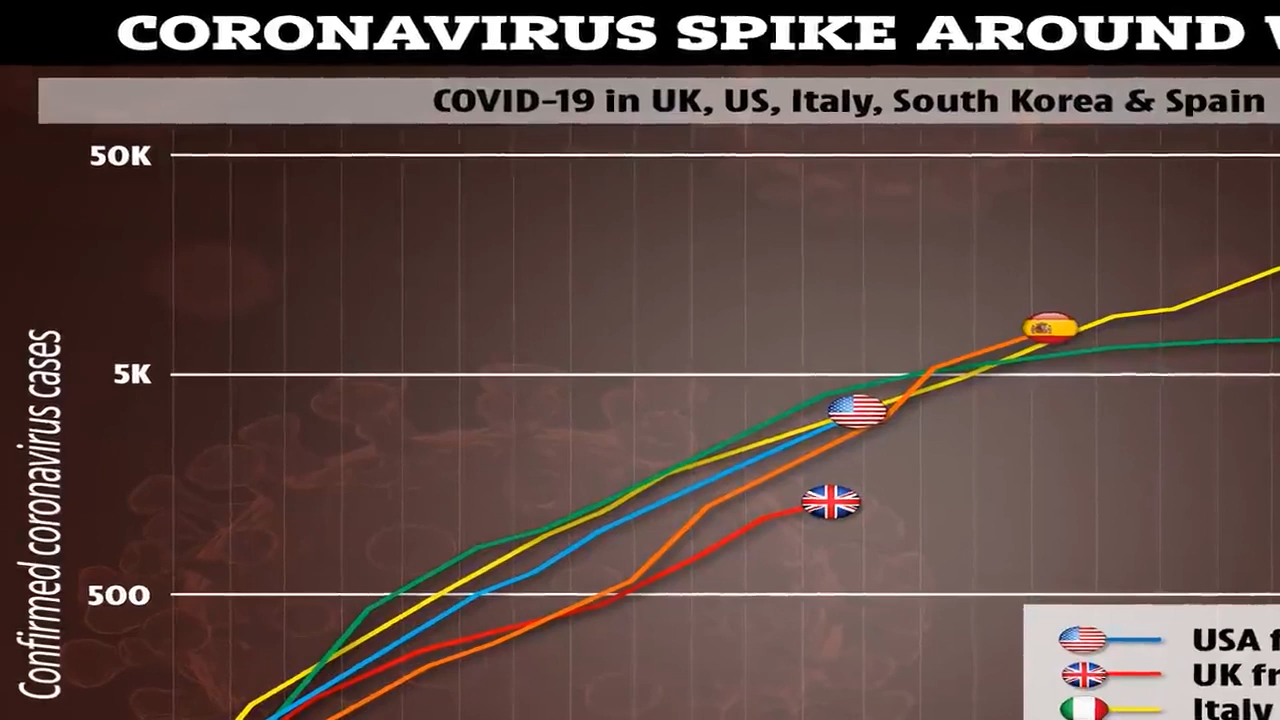 CORONAVIRUS SPIKE AROUND
COVID-19 in UK, US, Italy, South Korea & Spain
50K
5K
500
Confirmed coronavirus cases
USA
UK
Italy